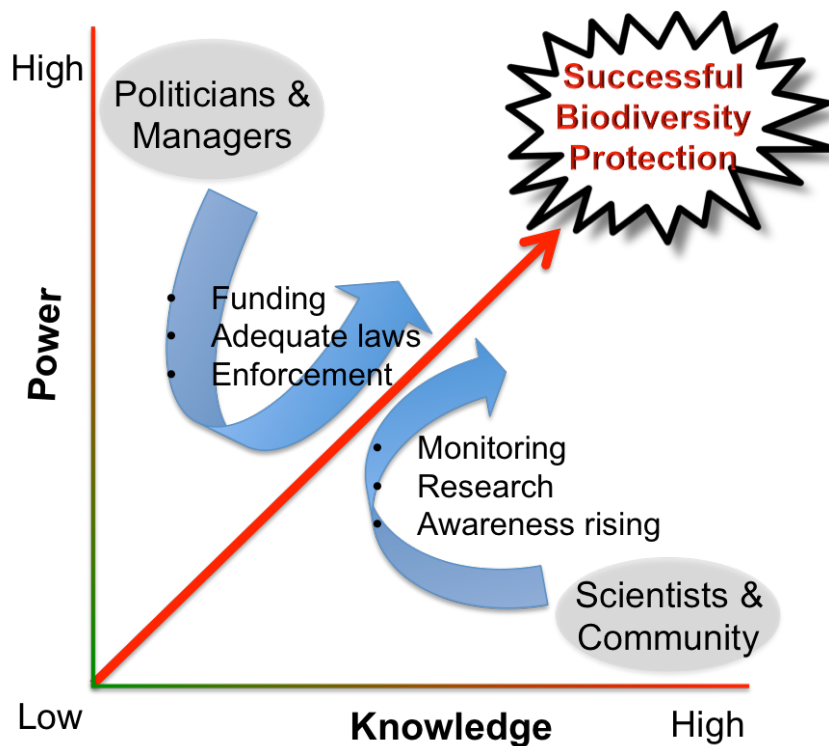 High
Politicians &
Managers
Successful
Biodiversity
Protection
Power
• Funding
• Adequate laws
• Enforcement
• Monitoring
• Research
• Awareness rising
Scientists &
Community
Low
Knowledge
High